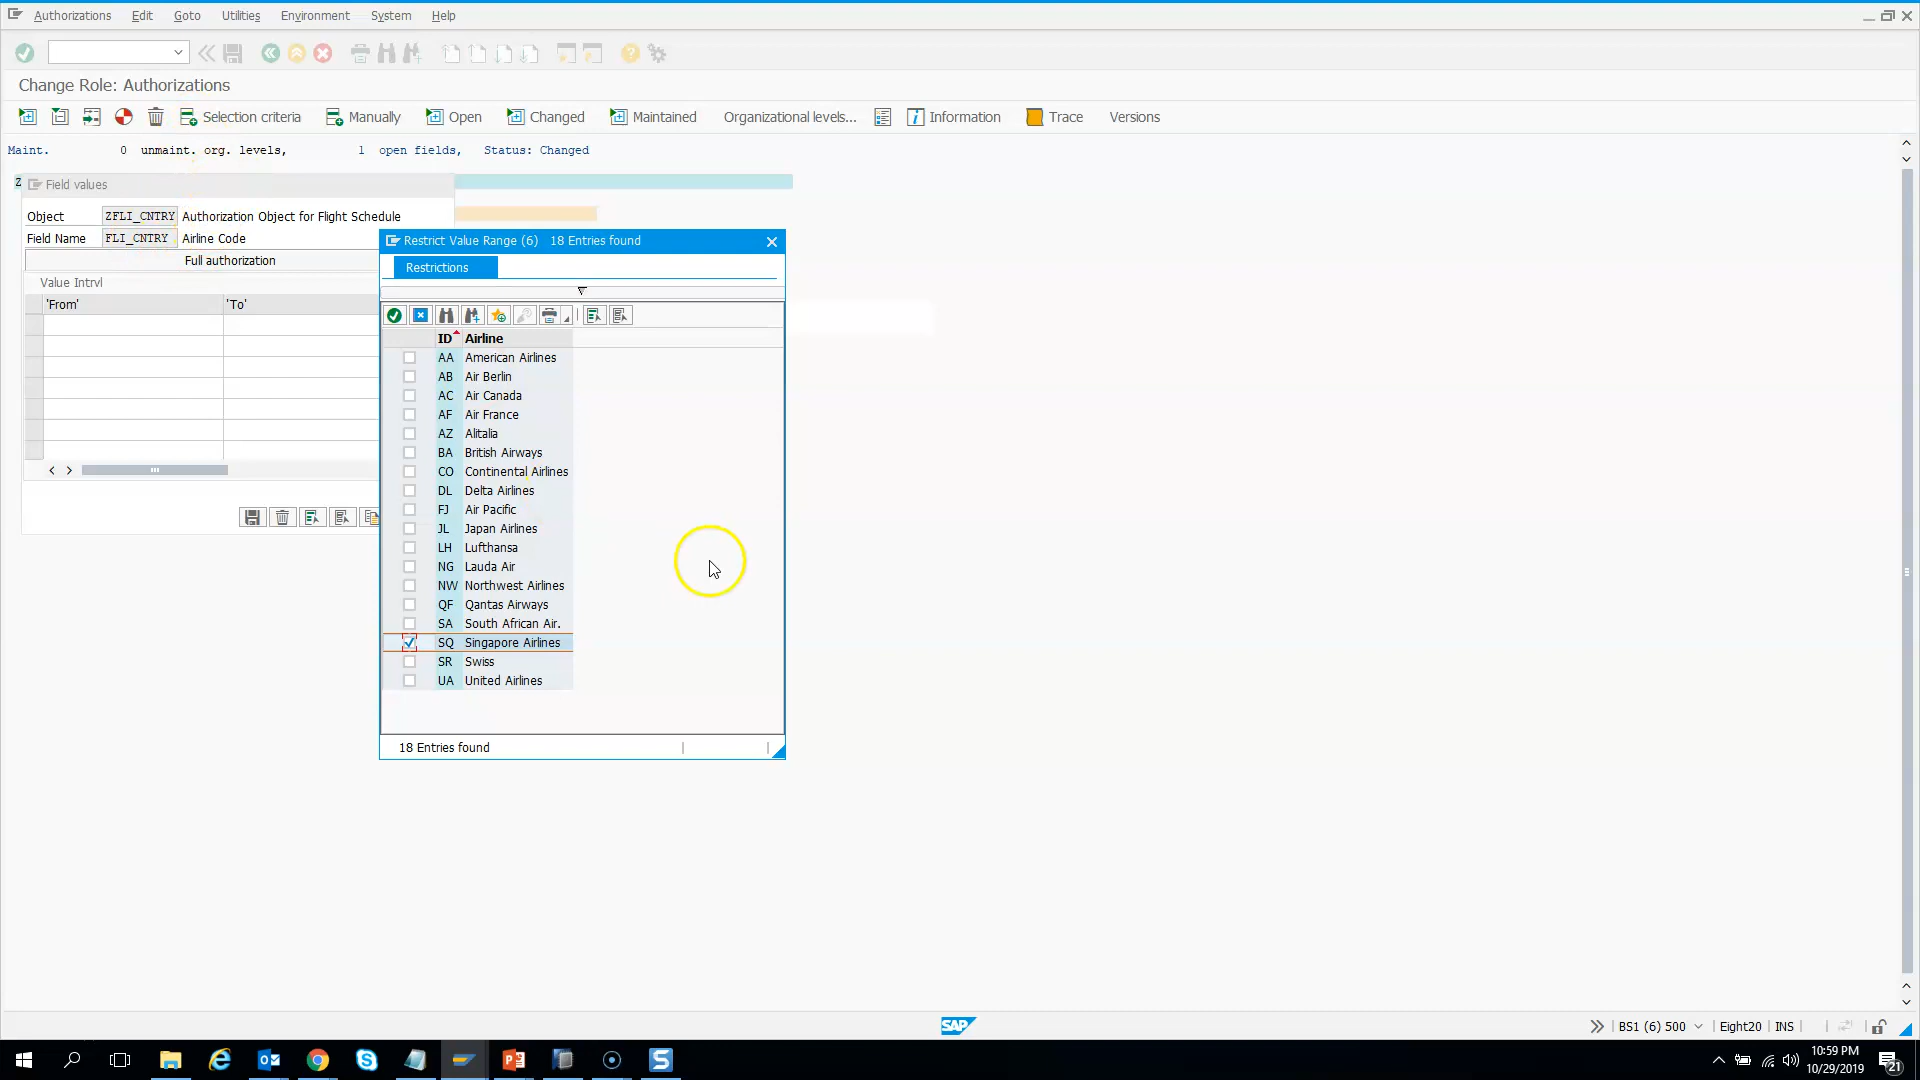 Authorizations Edit Goto Utilities Environment System Help
Change Role: Authorizations
Selection criteria Manually Open Changed Maintained Organizational levels... Information Trace Versions
Maint. 0 unmaint. org. levels, 1 open fields, Status: Changed
Z
Field values
Object ZFLI_CNTRY Authorization Object for Flight Schedule
Field Name FLI_CNTRY Airline Code
Full authorization
Value Intrvl
'From' 'To'
Restrict Value Range (6) 18 Entries found
Restrictions
ID Airline
AA American Airlines
AB Air Berlin
AC Air Canada
AF Air France
AZ Alitalia
BA British Airways
CO Continental Airlines
DL Delta Airlines
FJ Air Pacific
JL Japan Airlines
LH Lufthansa
NG Lauda Air
NW Northwest Airlines
QF Qantas Airways
SA South African Air.
SQ Singapore Airlines
SR Swiss
UA United Airlines
18 Entries found
SAP
BS1 (6) 500 Eight20 INS
10:59 PM
10/29/2019
21